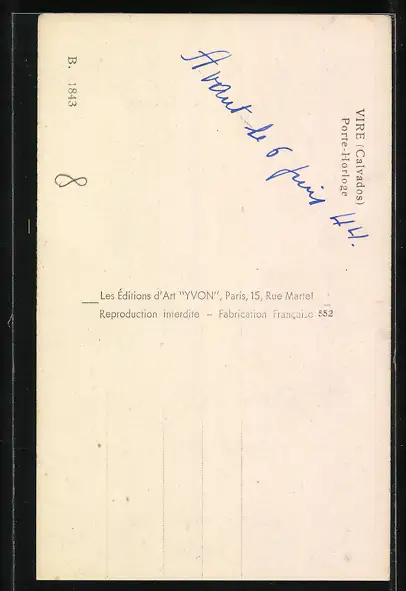 VIRE (Calvados)
Porte-Horloge
Avant le 6 juin 44.
B. 1843
8
Les Éditions d'Art "YVON", Paris, 15, Rue Martel
Reproduction interdite – Fabrication Française 552